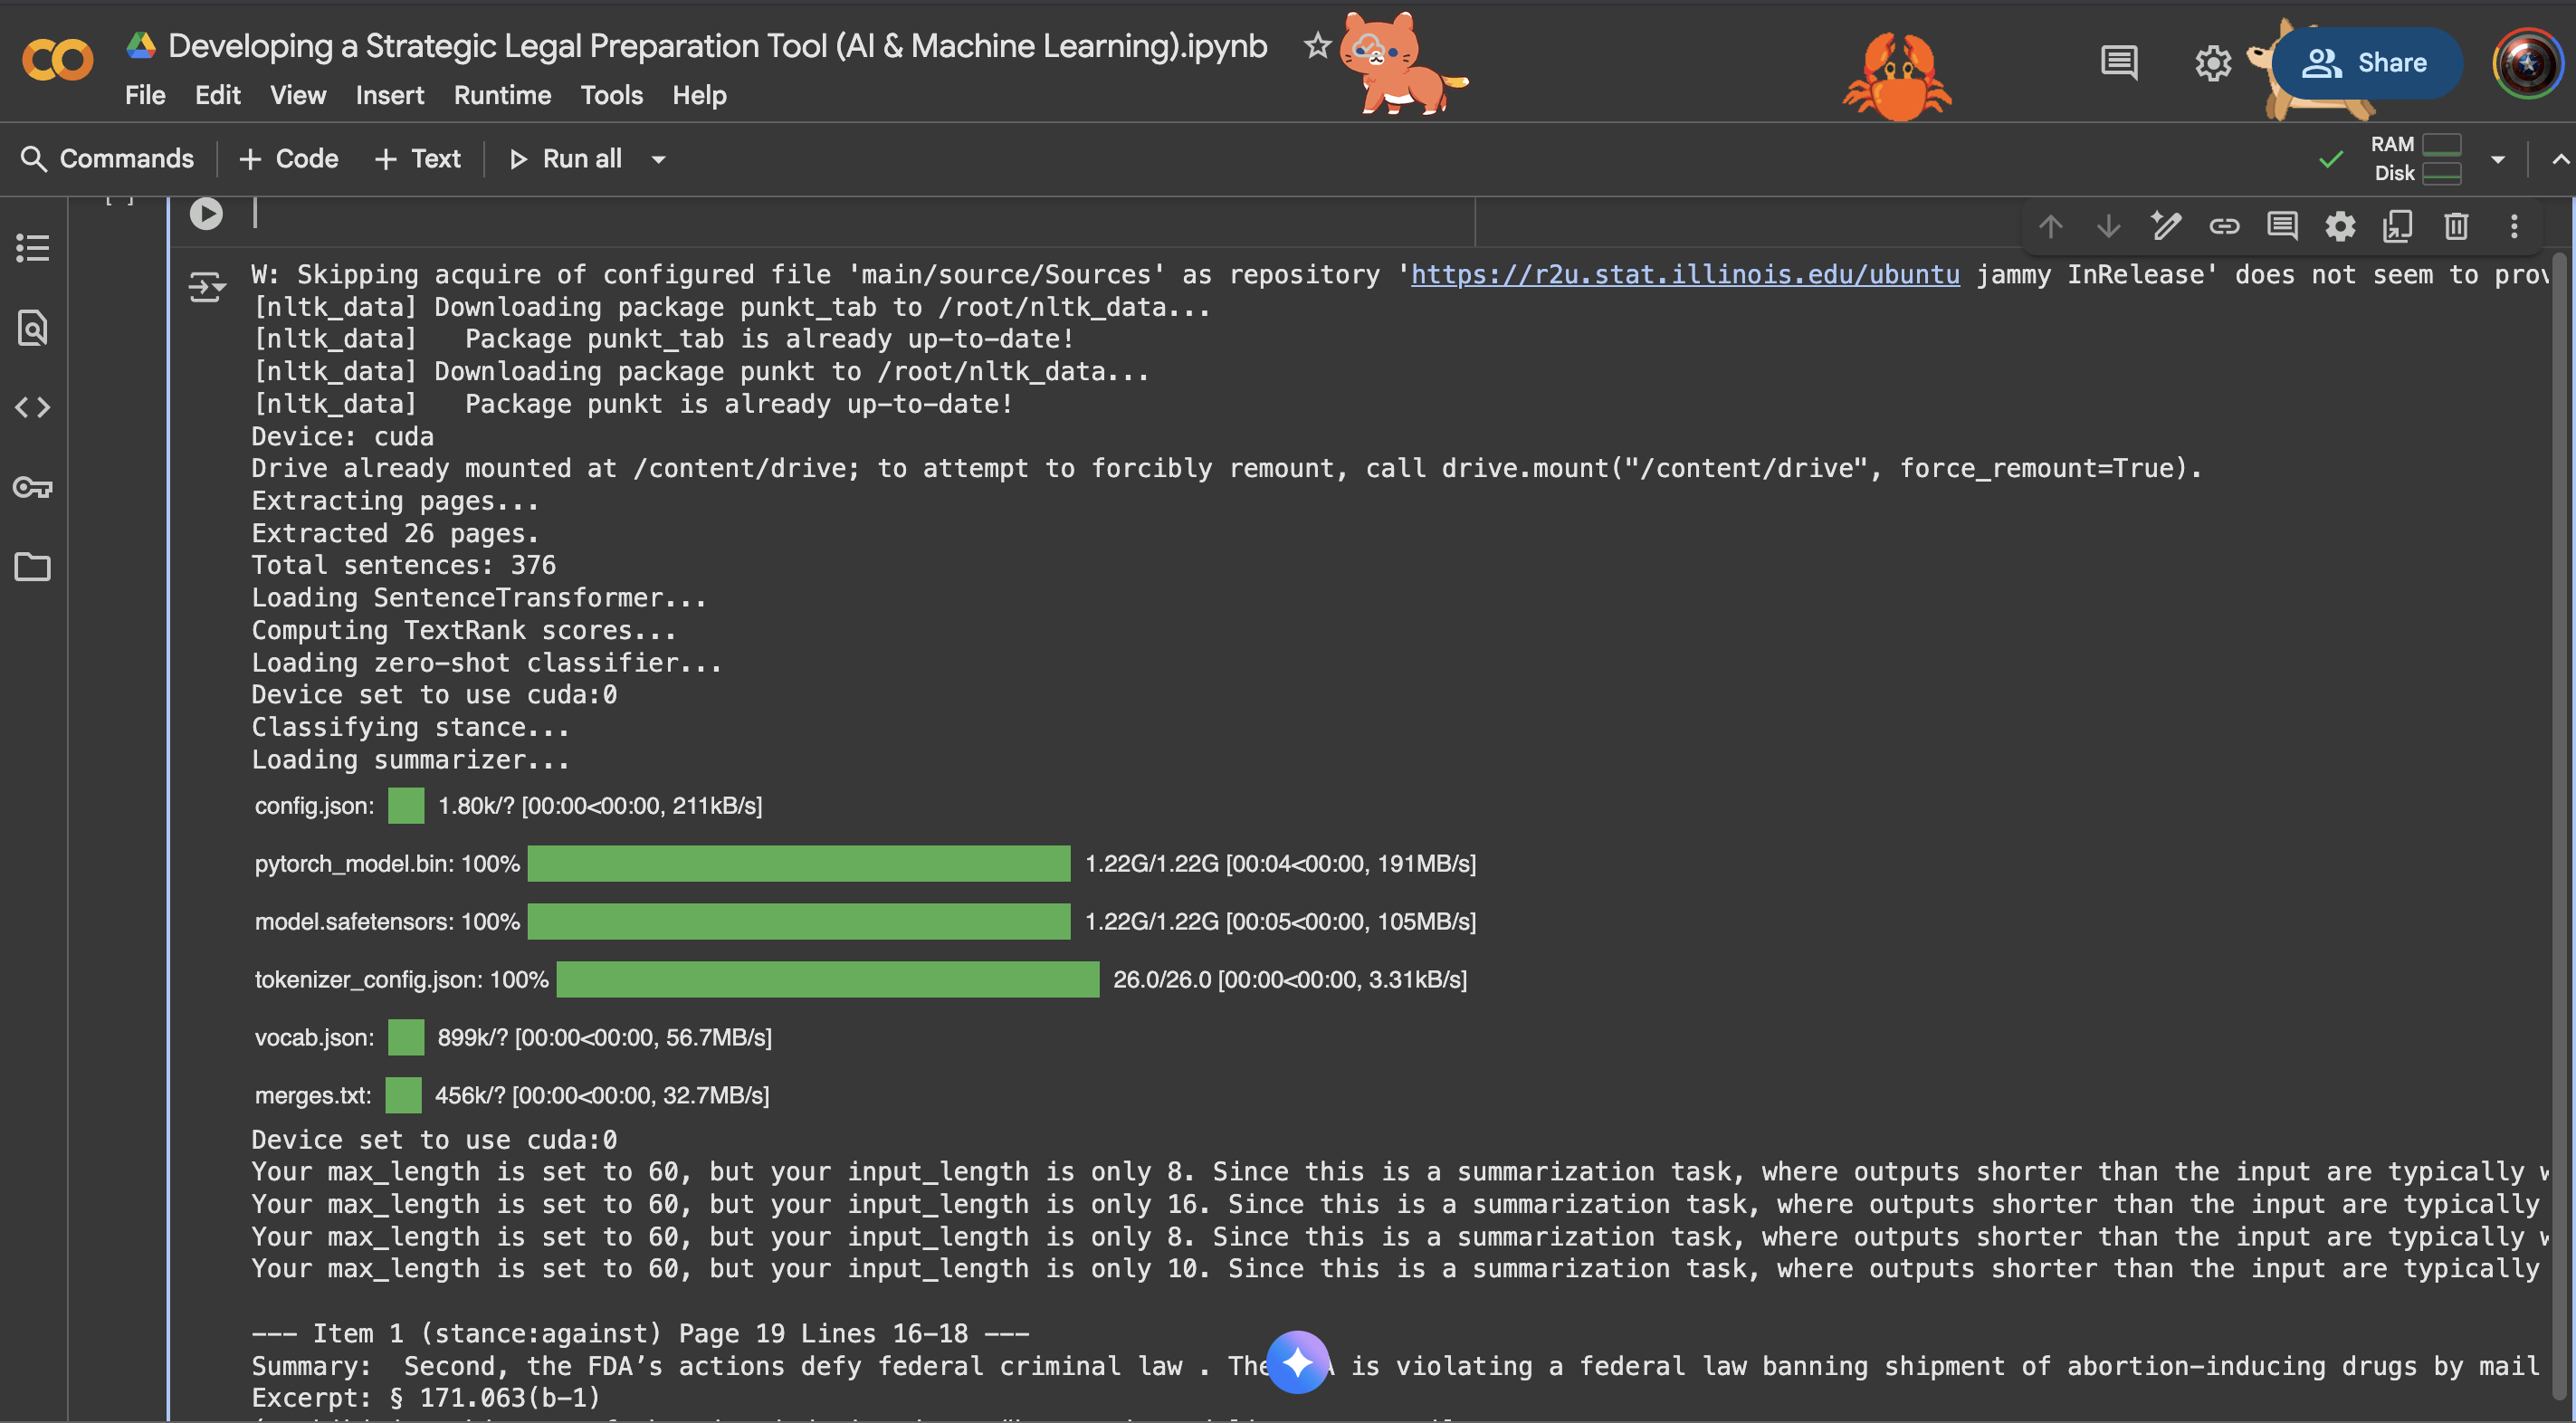 Developing a Strategic Legal Preparation Tool (AI & Machine Learning).ipynb
Share
File Edit View Insert Runtime Tools Help
Commands + Code + Text Run all
RAM
Disk
[ ]
W: Skipping acquire of configured file 'main/source/Sources' as repository 'https://r2u.stat.illinois.edu/ubuntu jammy InRelease' does not seem to prov
[nltk_data] Downloading package punkt_tab to /root/nltk_data...
[nltk_data]   Package punkt_tab is already up-to-date!
[nltk_data] Downloading package punkt to /root/nltk_data...
[nltk_data]   Package punkt is already up-to-date!
Device: cuda
Drive already mounted at /content/drive; to attempt to forcibly remount, call drive.mount("/content/drive", force_remount=True).
Extracting pages...
Extracted 26 pages.
Total sentences: 376
Loading SentenceTransformer...
Computing TextRank scores...
Loading zero-shot classifier...
Device set to use cuda:0
Classifying stance...
Loading summarizer...
config.json: 1.80k/? [00:00<00:00, 211kB/s]
pytorch_model.bin: 100% 1.22G/1.22G [00:04<00:00, 191MB/s]
model.safetensors: 100% 1.22G/1.22G [00:05<00:00, 105MB/s]
tokenizer_config.json: 100% 26.0/26.0 [00:00<00:00, 3.31kB/s]
vocab.json: 899k/? [00:00<00:00, 56.7MB/s]
merges.txt: 456k/? [00:00<00:00, 32.7MB/s]
Device set to use cuda:0
Your max_length is set to 60, but your input_length is only 8. Since this is a summarization task, where outputs shorter than the input are typically w
Your max_length is set to 60, but your input_length is only 16. Since this is a summarization task, where outputs shorter than the input are typically
Your max_length is set to 60, but your input_length is only 8. Since this is a summarization task, where outputs shorter than the input are typically w
Your max_length is set to 60, but your input_length is only 10. Since this is a summarization task, where outputs shorter than the input are typically
--- Item 1 (stance:against) Page 19 Lines 16-18 ---
Summary:  Second, the FDA’s actions defy federal criminal law . The A is violating a federal law banning shipment of abortion-inducing drugs by mail
Excerpt: § 171.063(b-1)